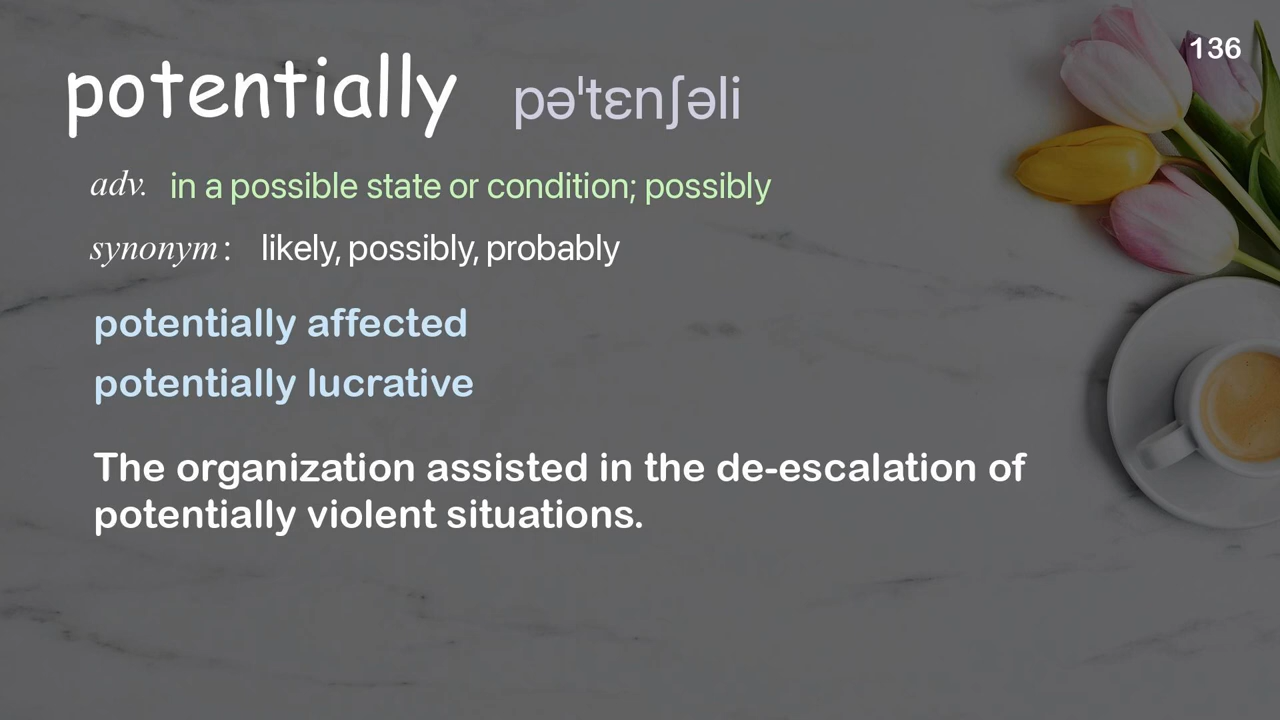 136
potentially pəˈtɛnʃəli
adv. in a possible state or condition; possibly
synonym: likely, possibly, probably
potentially affected
potentially lucrative
The organization assisted in the de-escalation of
potentially violent situations.